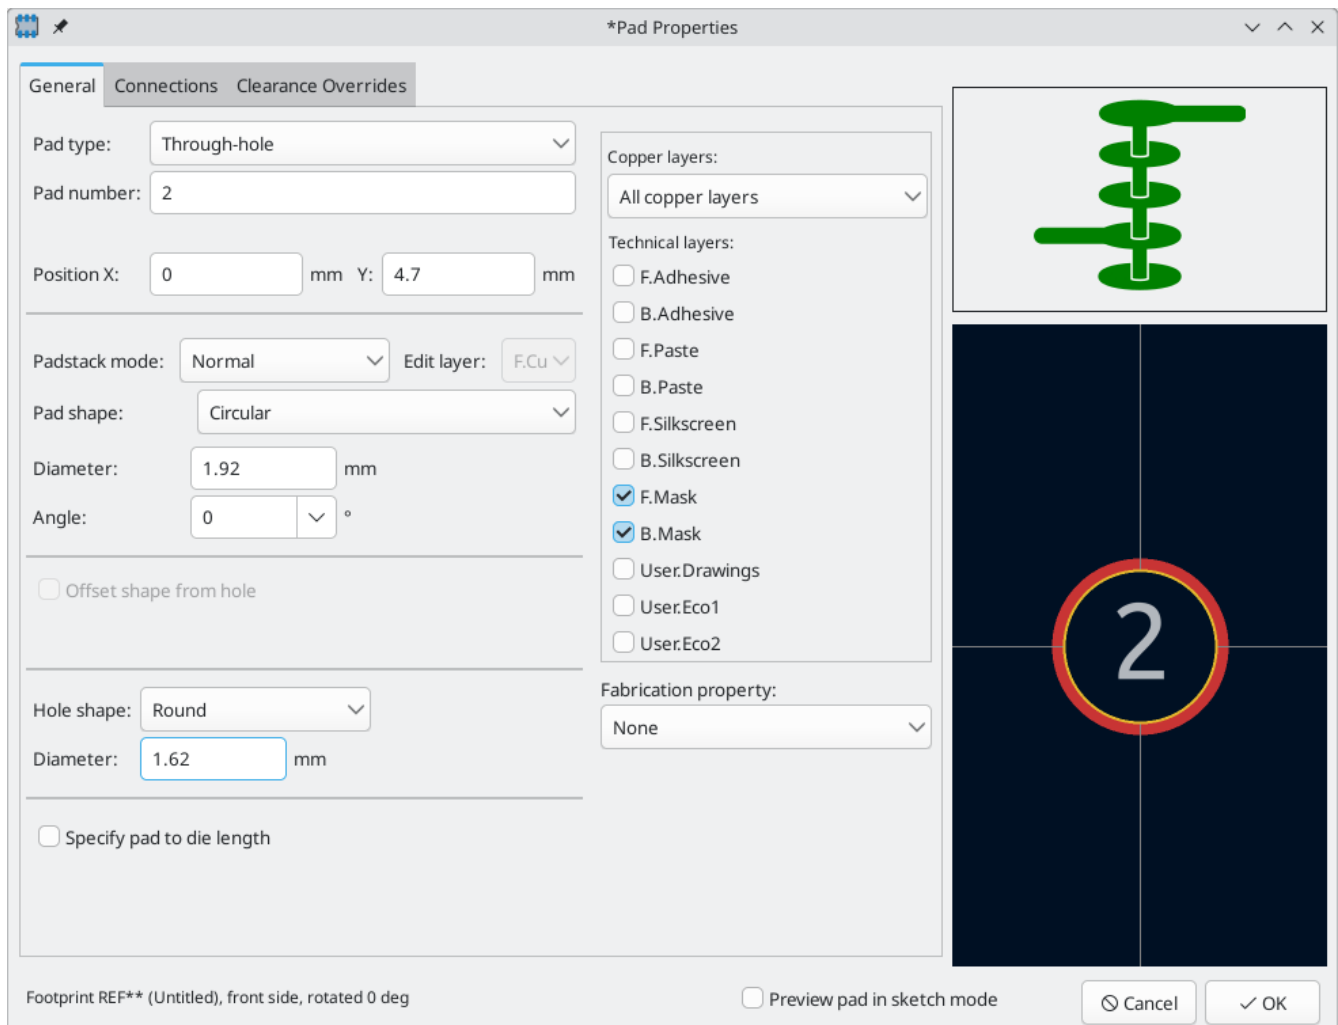 *Pad Properties
General Connections Clearance Overrides
Pad type: Through-hole
Pad number: 2
Position X: 0 mm Y: 4.7 mm
Padstack mode: Normal Edit layer: F.Cu
Pad shape: Circular
Diameter: 1.92 mm
Angle: 0 °
Offset shape from hole
Hole shape: Round
Diameter: 1.62 mm
Specify pad to die length
Copper layers:
All copper layers
Technical layers:
F.Adhesive
B.Adhesive
F.Paste
B.Paste
F.Silkscreen
B.Silkscreen
F.Mask
B.Mask
User.Drawings
User.Eco1
User.Eco2
Fabrication property:
None
2
Footprint REF** (Untitled), front side, rotated 0 deg
Preview pad in sketch mode
Cancel
OK